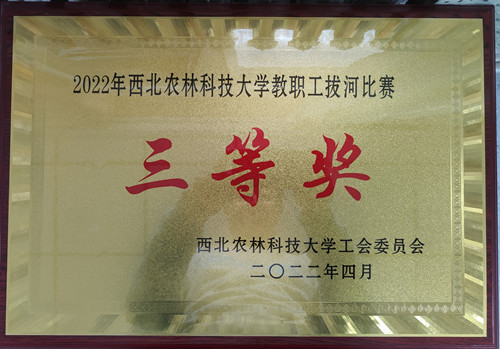 2022年西北农林科技大学教职工拔河比赛
三等奖
西北农林科技大学工会委员会
二〇二二年四月